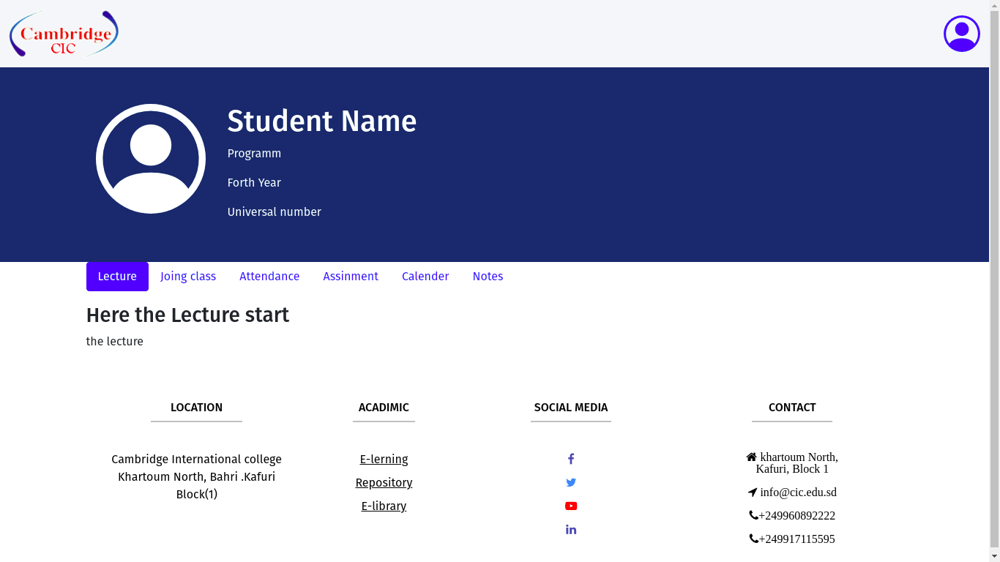 Cambridge
CIC
Student Name
Programm
Forth Year
Universal number
Lecture
Joing class
Attendance
Assinment
Calender
Notes
Here the Lecture start
the lecture
LOCATION
Cambridge International college
Khartoum North, Bahri .Kafuri
Block(1)
ACADIMIC
E-lerning
Repository
E-library
SOCIAL MEDIA
CONTACT
khartoum North,
Kafuri, Block 1
info@cic.edu.sd
+249960892222
+249917115595